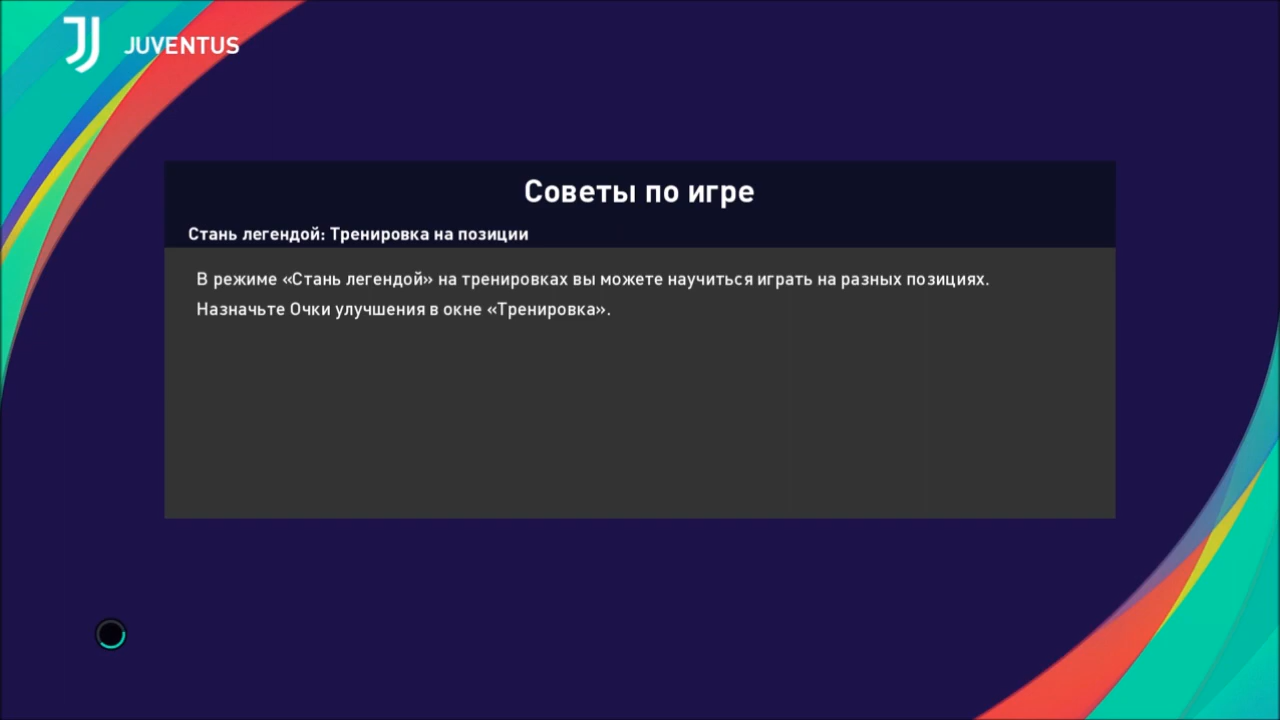 JUVENTUS
Советы по игре
Стань легендой: Тренировка на позиции
В режиме «Стань легендой» на тренировках вы можете научиться играть на разных позициях.
Назначьте Очки улучшения в окне «Тренировка».